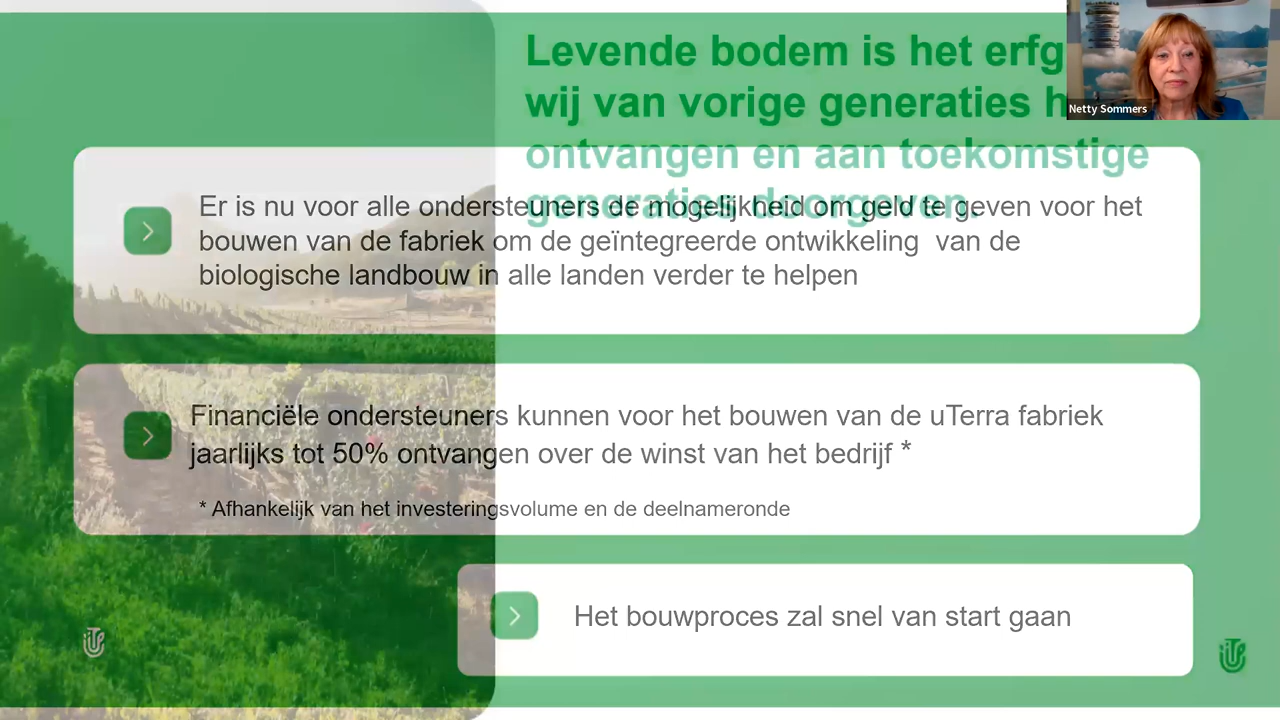 Levende bodem is het erfg
wij van vorige generaties h
ontvangen en aan toekomstige
generaties doorgeven.
Netty Sommers
Er is nu voor alle ondersteuners de mogelijkheid om geld te geven voor het
bouwen van de fabriek om de geïntegreerde ontwikkeling van de
biologische landbouw in alle landen verder te helpen
Financiële ondersteuners kunnen voor het bouwen van de uTerra fabriek
jaarlijks tot 50% ontvangen over de winst van het bedrijf *
* Afhankelijk van het investeringsvolume en de deelnameronde
Het bouwproces zal snel van start gaan